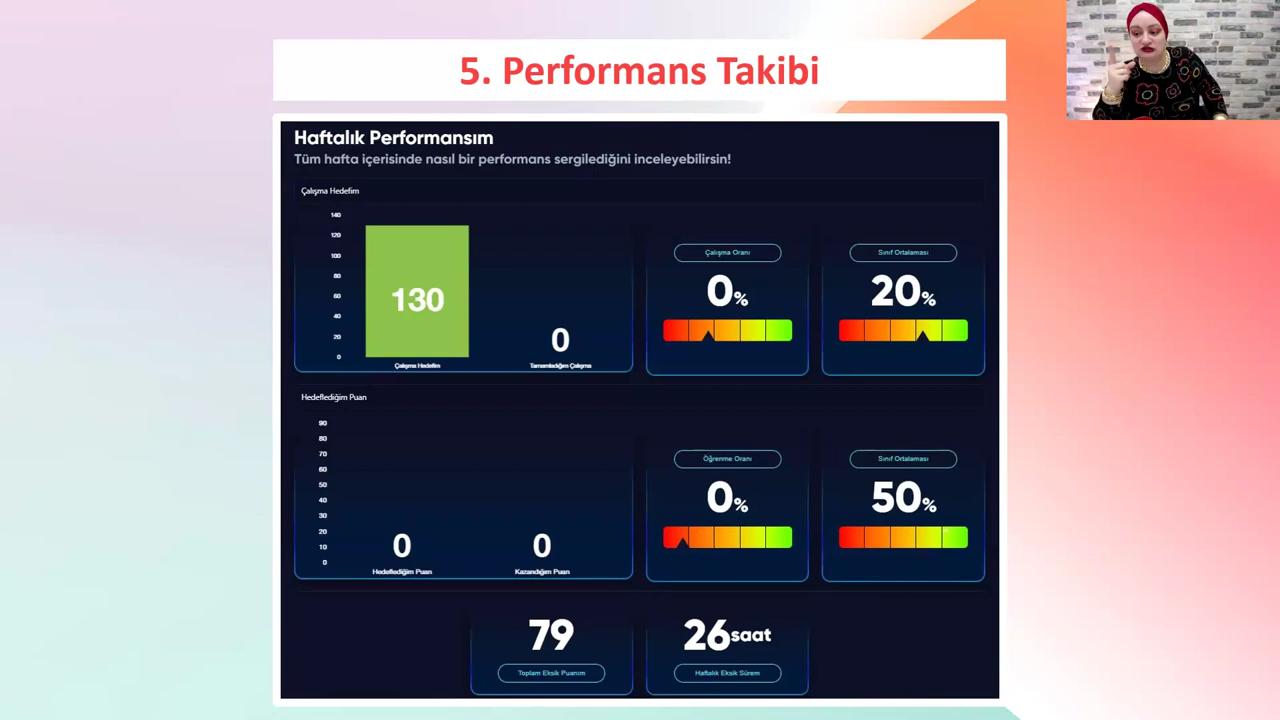 5. Performans Takibi
Haftalık Performansım
Tüm hafta içerisinde nasıl bir performans sergilediğini inceleyebilirsin!
Çalışma Hedefim
140
120
100
80
60
40
20
0
130
0
Çalışma Hedefim
Tamamladığım Çalışma
Çalışma Oranı
0%
Sınıf Ortalaması
20%
Hedeflediğim Puan
90
80
70
60
50
40
30
20
10
0
0
0
Hedeflediğim Puan
Kazandığım Puan
Öğrenme Oranı
0%
Sınıf Ortalaması
50%
79
Toplam Eksik Puanım
26saat
Haftalık Eksik Sürem